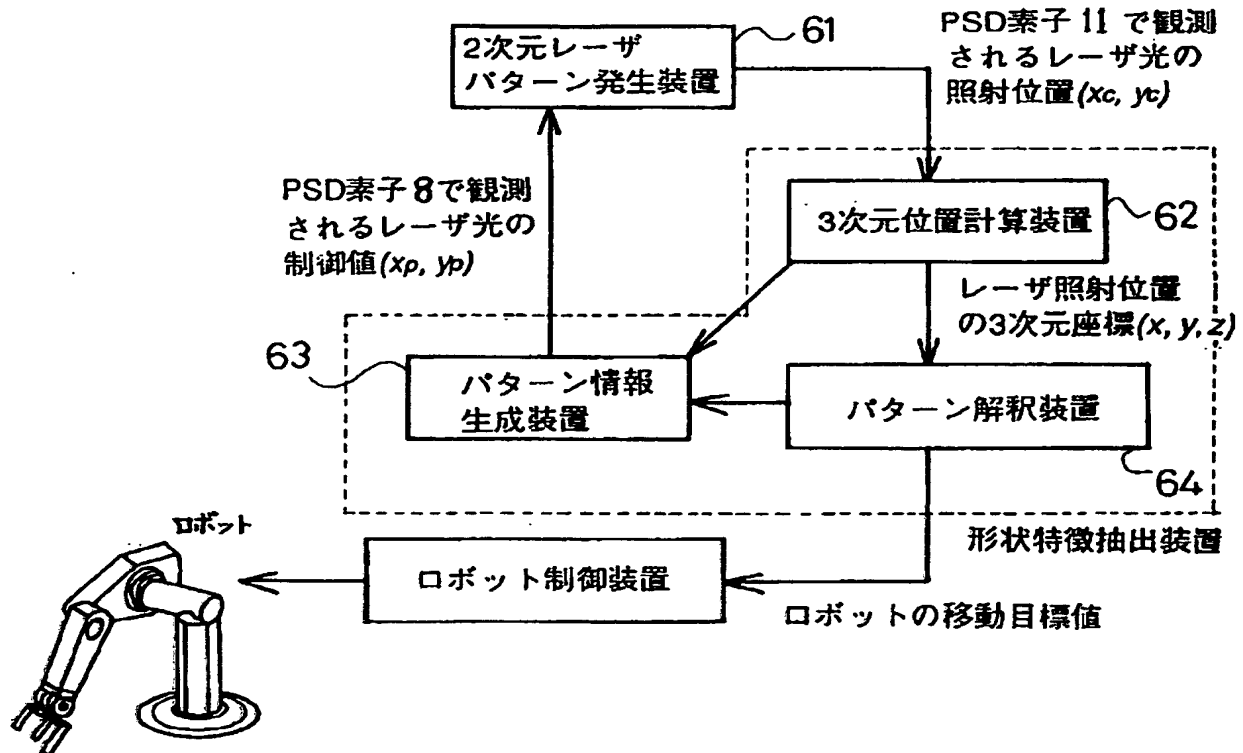 2次元レーザ
パターン発生装置
61
PSD素子11で観測
されるレーザ光の
照射位置(xc, yc)
PSD素子8で観測
されるレーザ光の
制御値(xp, yp)
3次元位置計算装置
62
レーザ照射位置
の3次元座標(x, y, z)
63
パターン情報
生成装置
パターン解釈装置
64
形状特徴抽出装置
ロボット
ロボット制御装置
ロボットの移動目標値